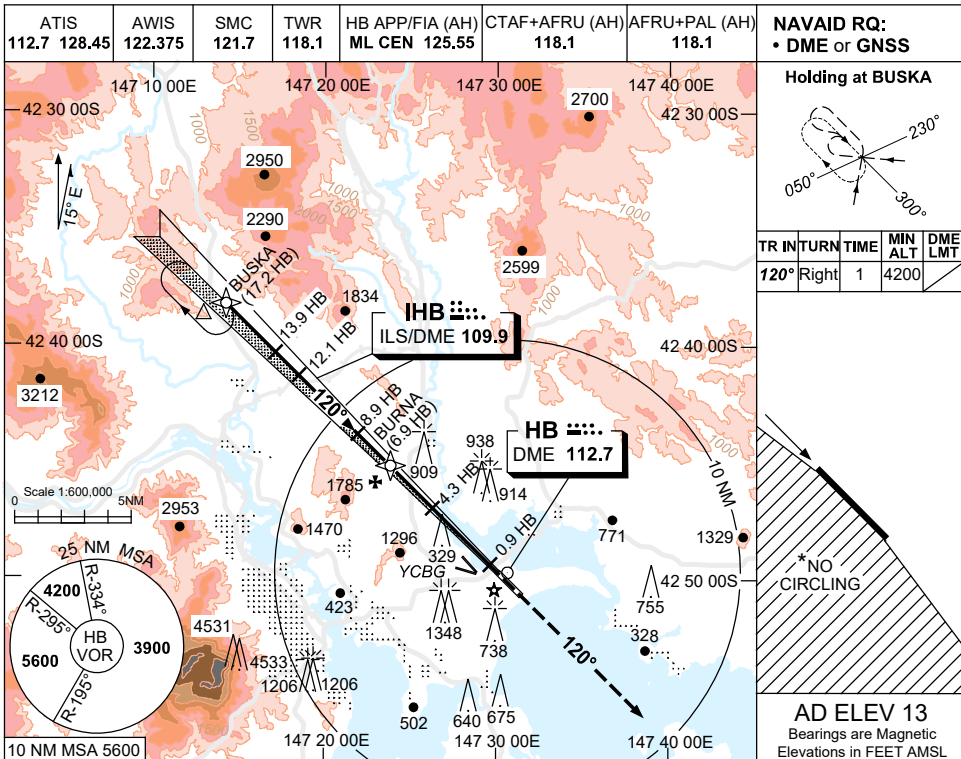 ATIS
112.7 128.45
AWIS
122.375
SMC
121.7
TWR
118.1
HB APP/FIA (AH)
ML CEN 125.55
CTAF+AFRU (AH)
118.1
AFRU+PAL (AH)
118.1
NAVAID RQ:
• DME or GNSS
147 10 00E
147 20 00E
147 30 00E
147 40 00E
42 30 00S
42 30 00S
2700
1000
1500
2950
1000
1000
1500
2000
15° E
2290
1000
2599
1000
BUSKA
(17.2 HB)
1834
13.9 HB
12.1 HB
IHB
ILS/DME 109.9
42 40 00S
42 40 00S
3212
120°
8.9 HB
BURNA
(6.9 HB)
909
938
914
HB
DME 112.7
1000
10 NM
Scale 1:600,000
0
5NM
1785
4.3 HB
2953
1470
1296
329
0.9 HB
771
1329
YCBG
42 50 00S
25 NM MSA
4200
R-334°
R-295°
HB
VOR
3900
5600
R-195°
10 NM MSA 5600
423
1348
738
755
328
120°
4531
4533
1206
1206
502
640
675
1500
147 20 00E
147 30 00E
147 40 00E
Holding at BUSKA
230°
050°
300°
TR IN
TURN
TIME
MIN ALT
DME LMT
120°
Right
1
4200
*NO
CIRCLING
AD ELEV 13
Bearings are Magnetic
Elevations in FEET AMSL